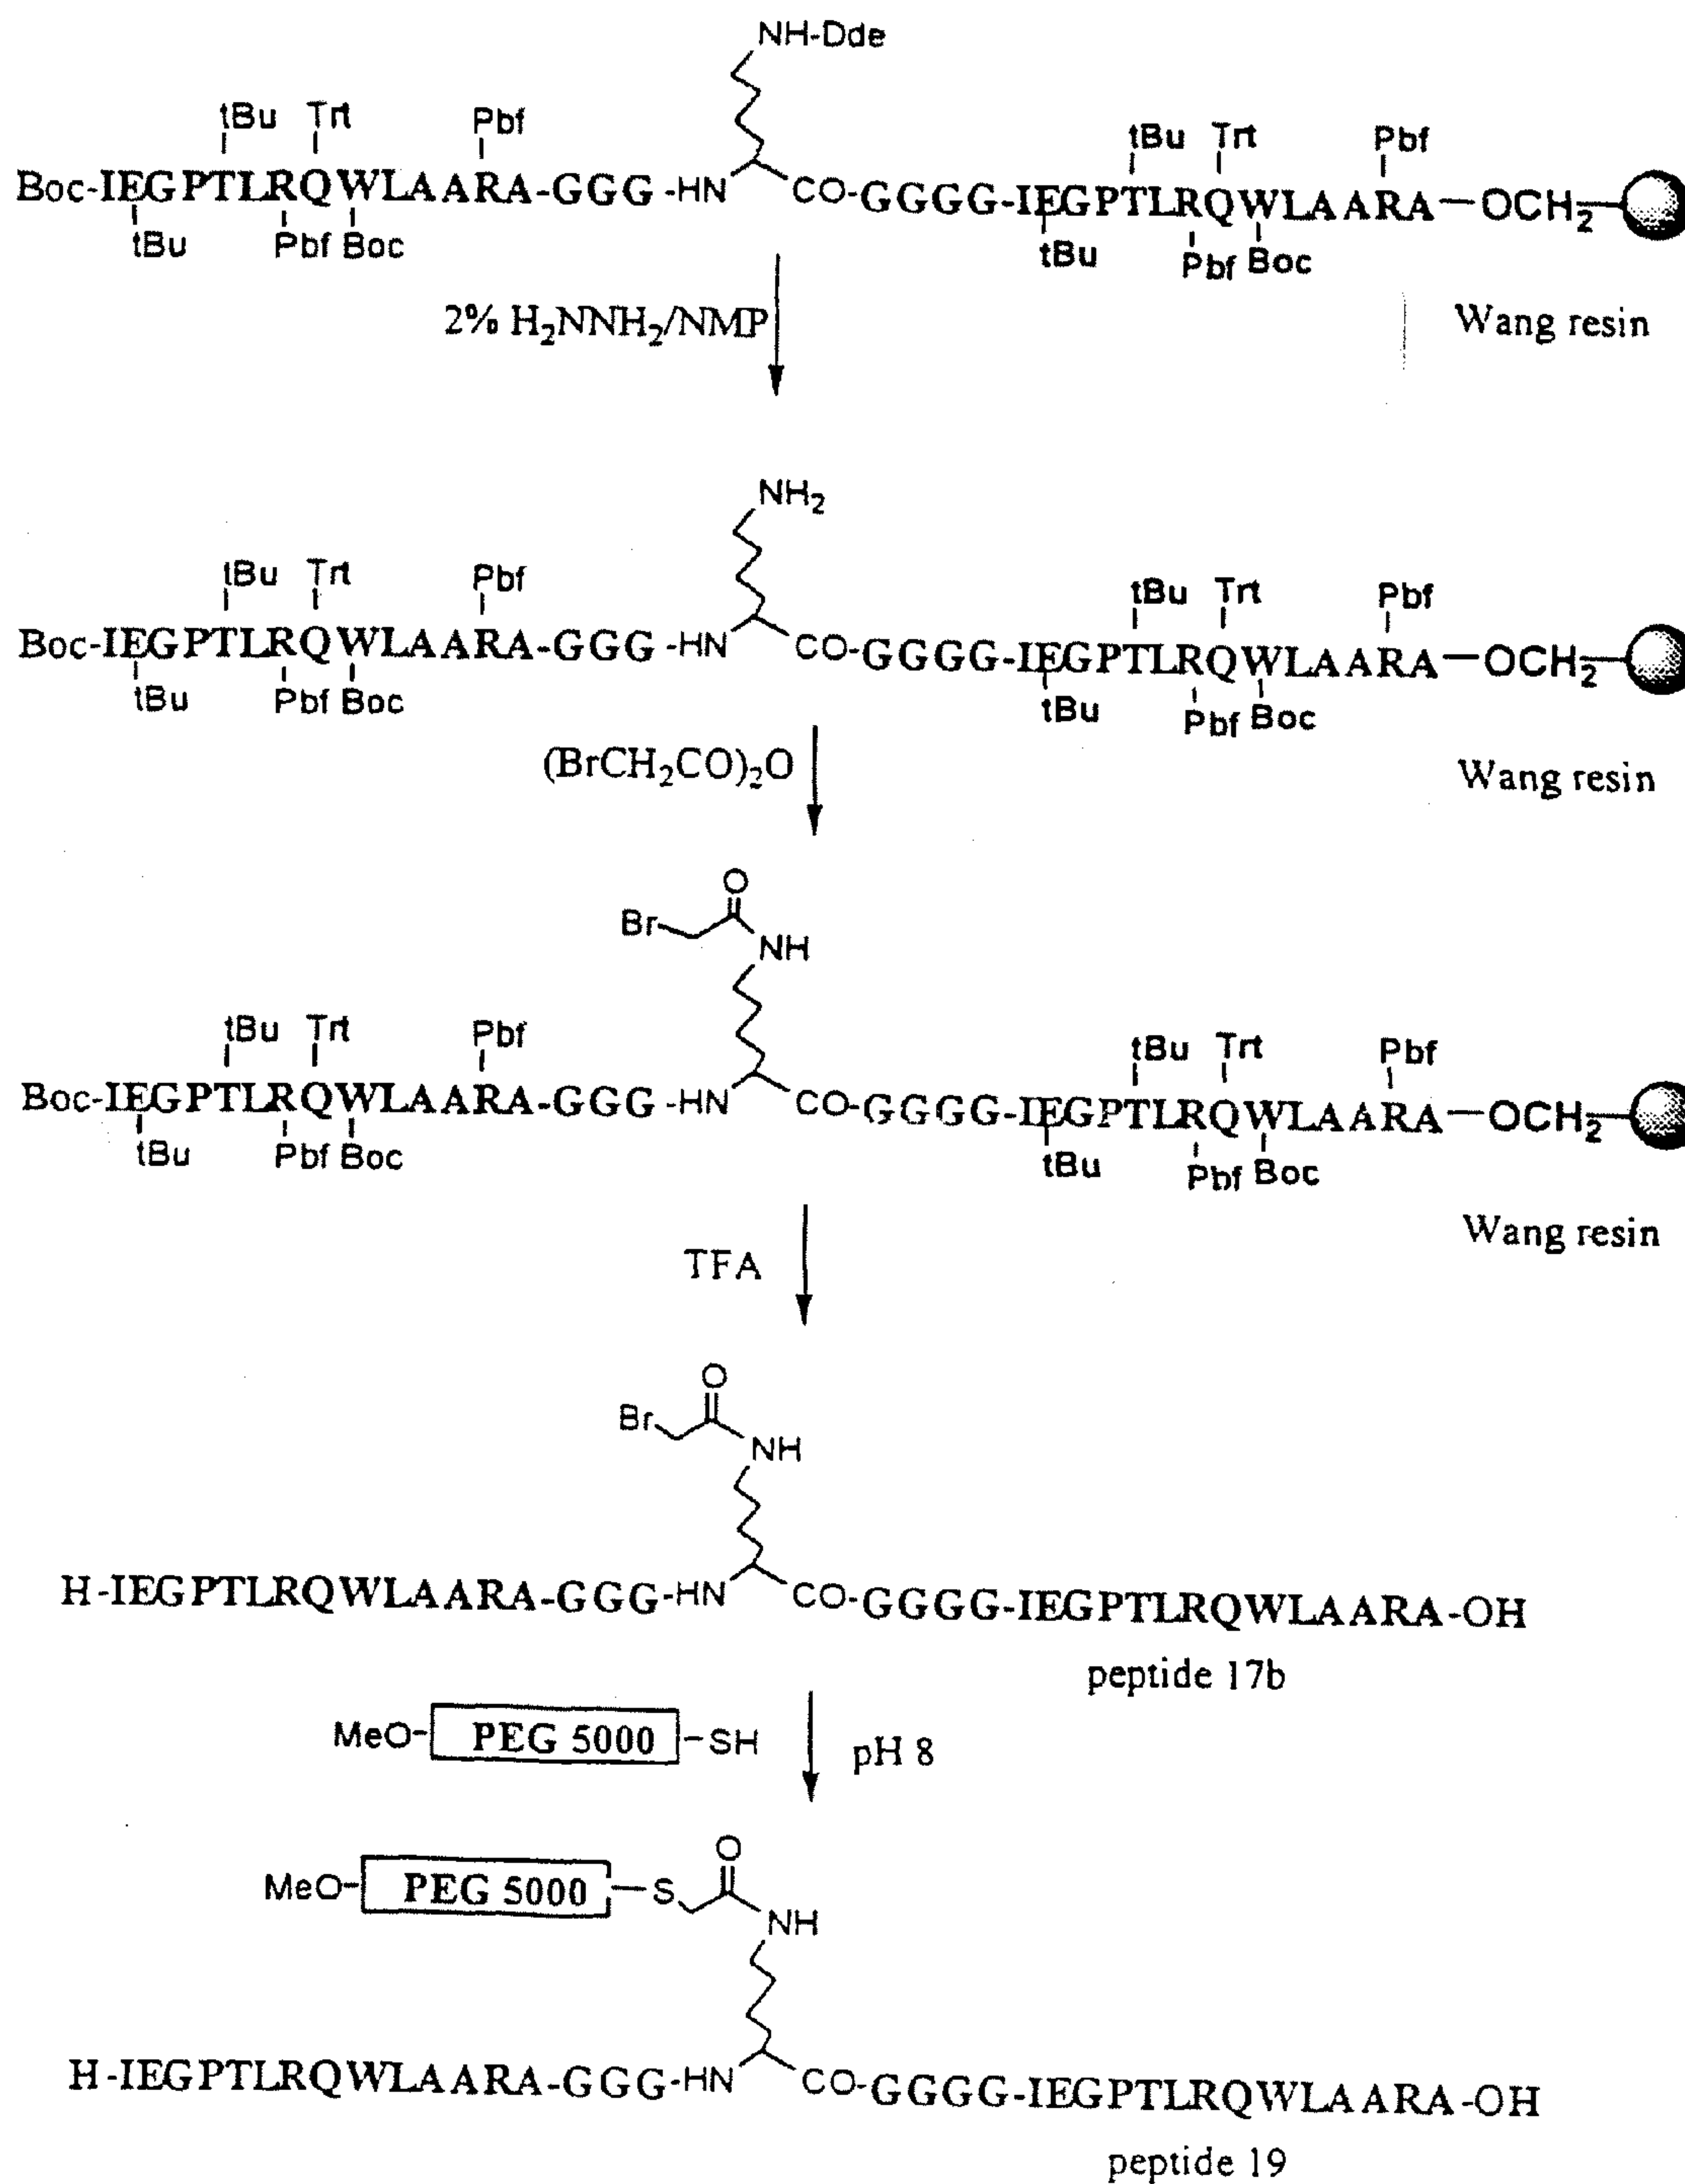 NH-Dde
tBu Trt Pbf tBu Trt Pbf
Boc-IEGPTLRQWLAARA-GGG-HN CO-GGGG-IEGPTLRQWLAARA-OCH2
tBu Pbf Boc tBu Pbf Boc
2% H2NNH2/NMP Wang resin
NH2
tBu Trt Pbf tBu Trt Pbf
Boc-IEGPTLRQWLAARA-GGG-HN CO-GGGG-IEGPTLRQWLAARA-OCH2
tBu Pbf Boc tBu Pbf Boc
(BrCH2CO)2O Wang resin
O
Br NH
tBu Trt Pbf tBu Trt Pbf
Boc-IEGPTLRQWLAARA-GGG-HN CO-GGGG-IEGPTLRQWLAARA-OCH2
tBu Pbf Boc tBu Pbf Boc
TFA Wang resin
O
Br NH
H-IEGPTLRQWLAARA-GGG-HN CO-GGGG-IEGPTLRQWLAARA-OH
peptide 17b
MeO-PEG 5000-SH pH 8
O
MeO-PEG 5000-S NH
H-IEGPTLRQWLAARA-GGG-HN CO-GGGG-IEGPTLRQWLAARA-OH
peptide 19